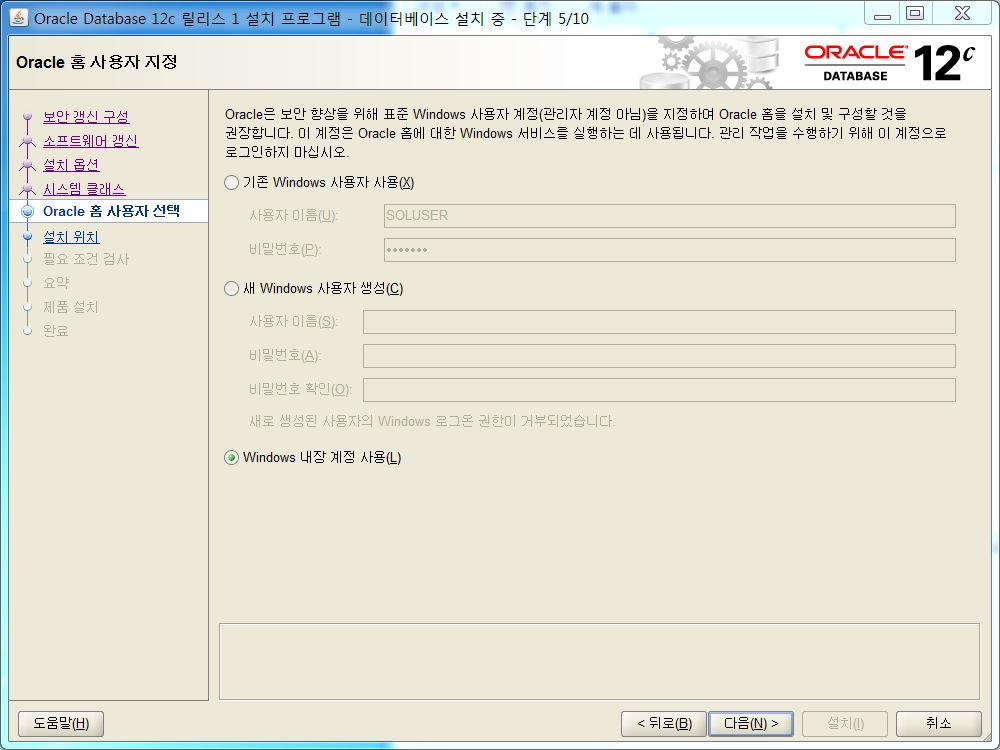 Oracle Database 12c 릴리스 1 설치 프로그램 - 데이터베이스 설치 중 - 단계 5/10
Oracle 홈 사용자 지정
ORACLE
DATABASE
12c
보안 갱신 구성
소프트웨어 갱신
설치 옵션
시스템 클래스
Oracle 홈 사용자 선택
설치 위치
필요 조건 검사
요약
제품 설치
완료
Oracle은 보안 향상을 위해 표준 Windows 사용자 계정(관리자 계정 아님)을 지정하며 Oracle 홈을 설치 및 구성할 것을
권장합니다. 이 계정은 Oracle 홈에 대한 Windows 서비스를 실행하는 데 사용됩니다. 관리 작업을 수행하기 위해 이 계정으로
로그인하지 마십시오.
기존 Windows 사용자 사용(X)
사용자 이름(U):
SOLUSER
비밀번호(P):
•••••••
새 Windows 사용자 생성(C)
사용자 이름(S):
비밀번호(A):
비밀번호 확인(O):
새로 생성된 사용자의 Windows 로그온 권한이 거부되었습니다.
Windows 내장 계정 사용(L)
도움말(H)
< 뒤로(B)
다음(N) >
설치(I)
취소